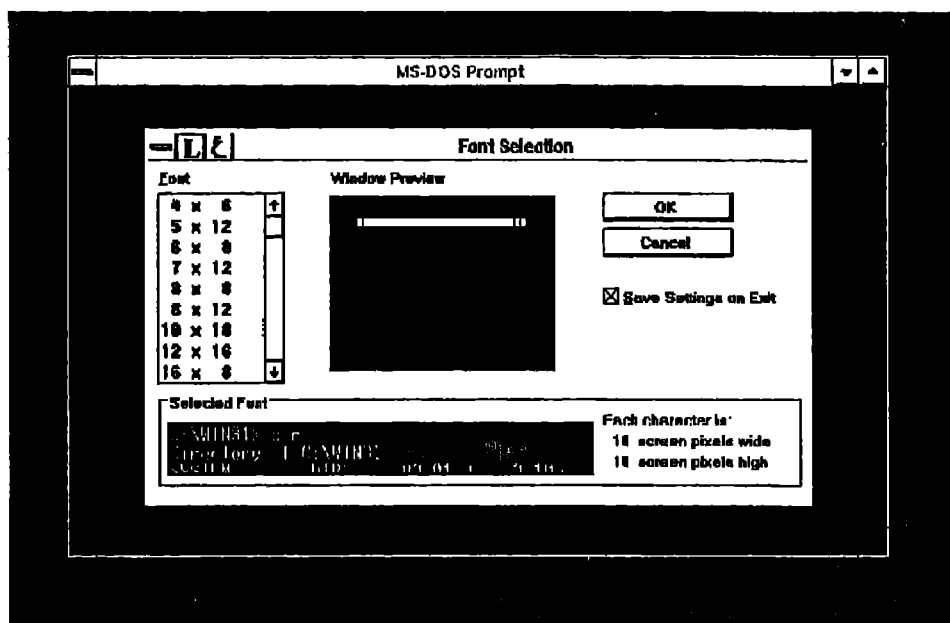 MS-DOS Prompt
Font Selection
Font
Window Preview
4 x 6
5 x 12
6 x 8
7 x 12
8 x 8
8 x 12
10 x 18
12 x 16
16 x 8
OK
Cancel
Save Settings on Exit
Selected Font
Directory
SYSTEM
Each character is:
screen pixels wide
screen pixels high